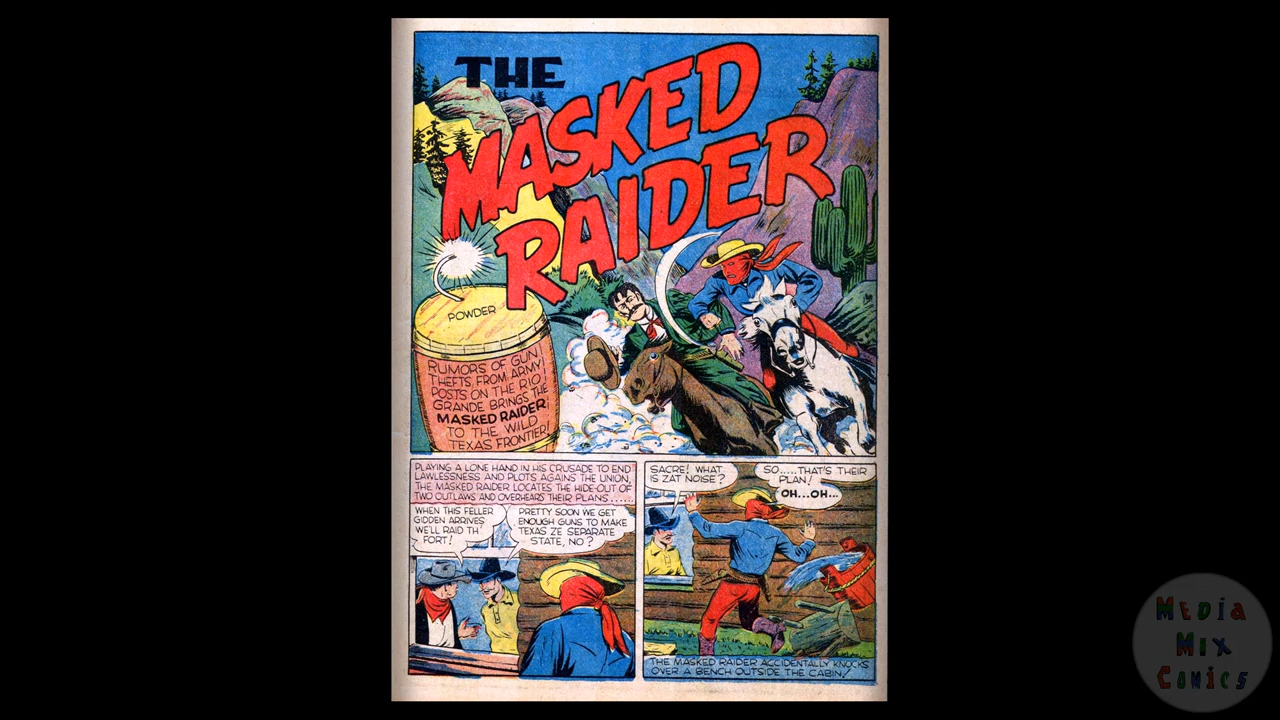 THE
MASKED
RAIDER
POWDER
RUMORS OF GUN
THEFTS, FROM ARMY
POSTS ON THE RIO
GRANDE BRINGS THE
MASKED RAIDER
TO THE WILD
TEXAS FRONTIER!
PLAYING A LONE HAND IN HIS CRUSADE TO END
LAWLESSNESS AND PLOTS AGAINS THE UNION,
THE MASKED RAIDER LOCATES THE HIDE-OUT OF
TWO OUTLAWS AND OVERHEARS THEIR PLANS......
WHEN THIS FELLER
GIDDEN ARRIVES
WE'LL RAID TH'
FORT!
PRETTY SOON WE GET
ENOUGH GUNS TO MAKE
TEXAS ZE SEPARATE
STATE, NO?
SACRE! WHAT
IS ZAT NOISE?
SO.....THAT'S THEIR
PLAN!
OH...OH...
THE MASKED RAIDER ACCIDENTALLY KNOCKS
OVER A BENCH OUTSIDE THE CABIN!
MEDiA
MiX
COMiCS